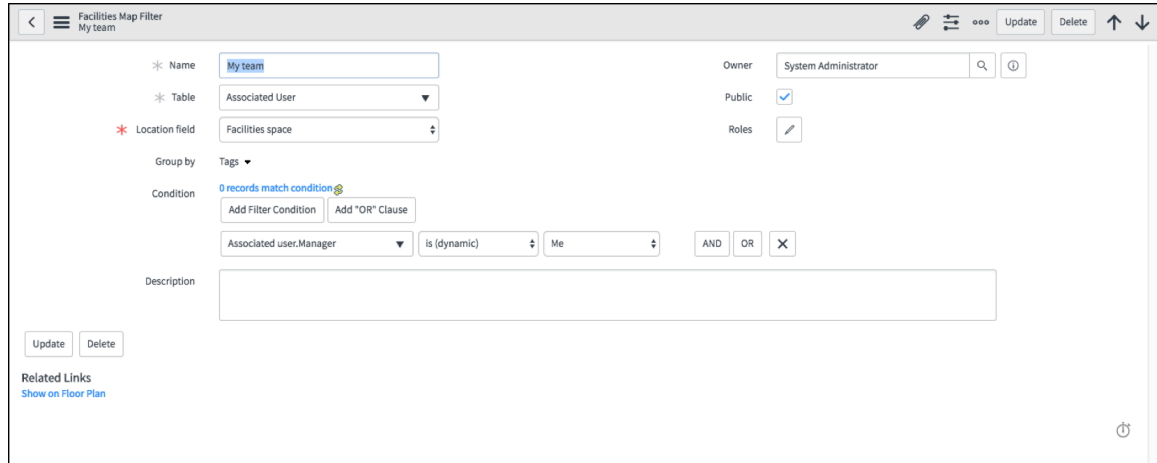 Facilities Map Filter
My team
Update Delete
Name My team Owner System Administrator
Table Associated User Public
Location field Facilities space Roles
Group by Tags
Condition 0 records match condition
Add Filter Condition Add "OR" Clause
Associated user.Manager is (dynamic) Me AND OR
Description
Update Delete
Related Links
Show on Floor Plan